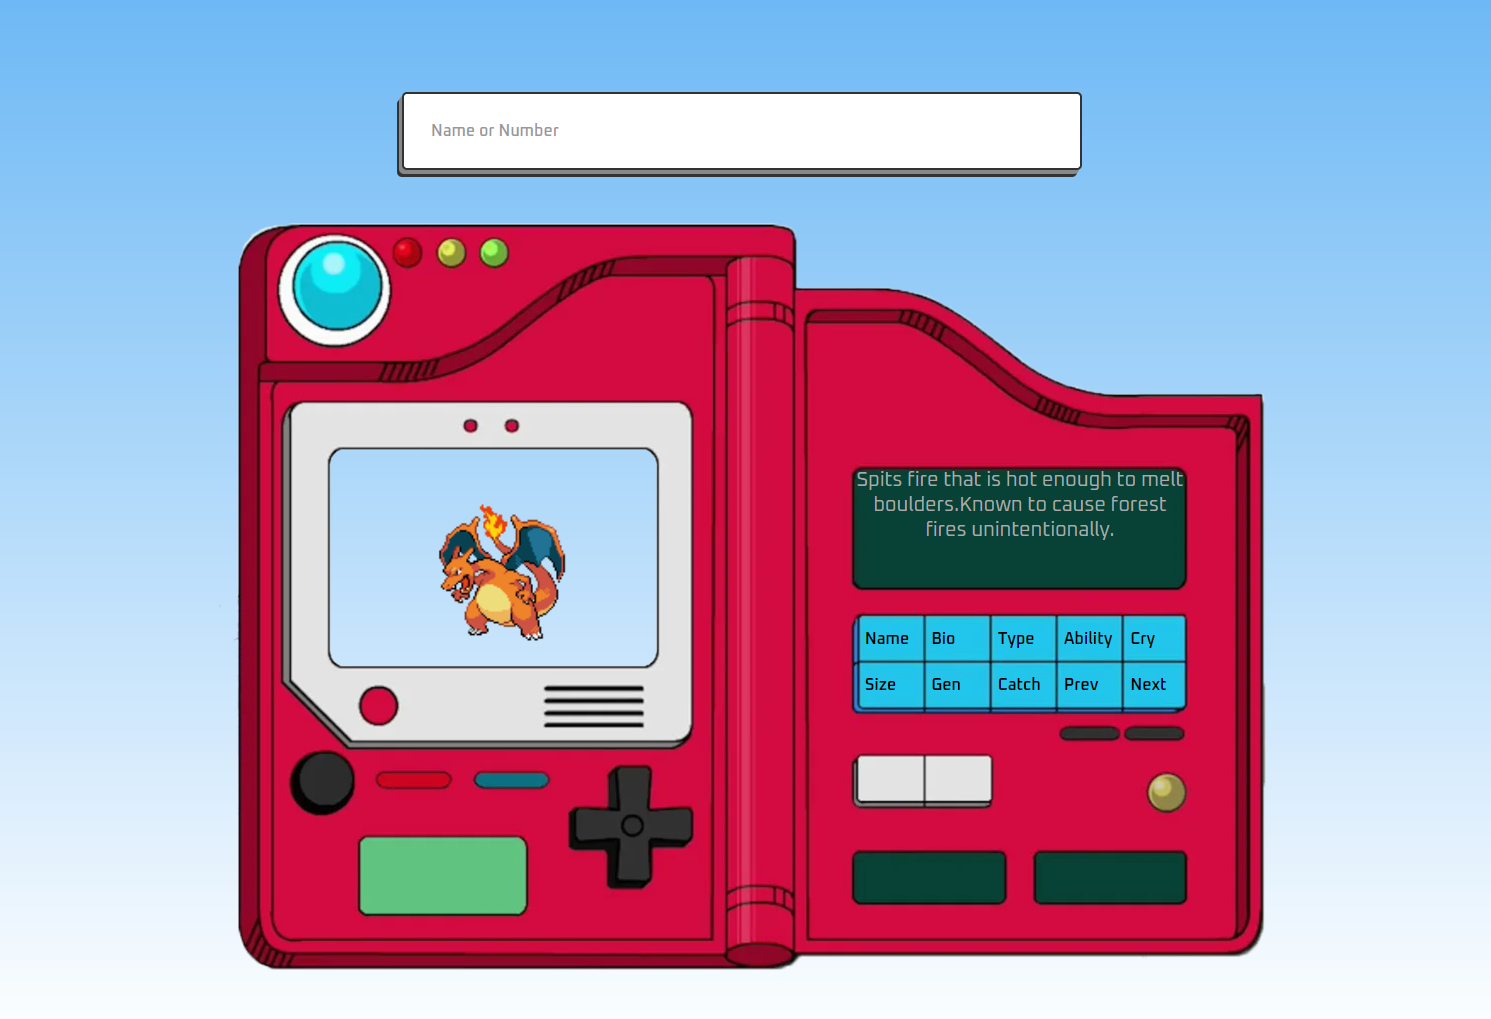 Name or Number
Spits fire that is hot enough to melt
boulders.Known to cause forest
fires unintentionally.
Name Bio Type Ability Cry
Size Gen Catch Prev Next